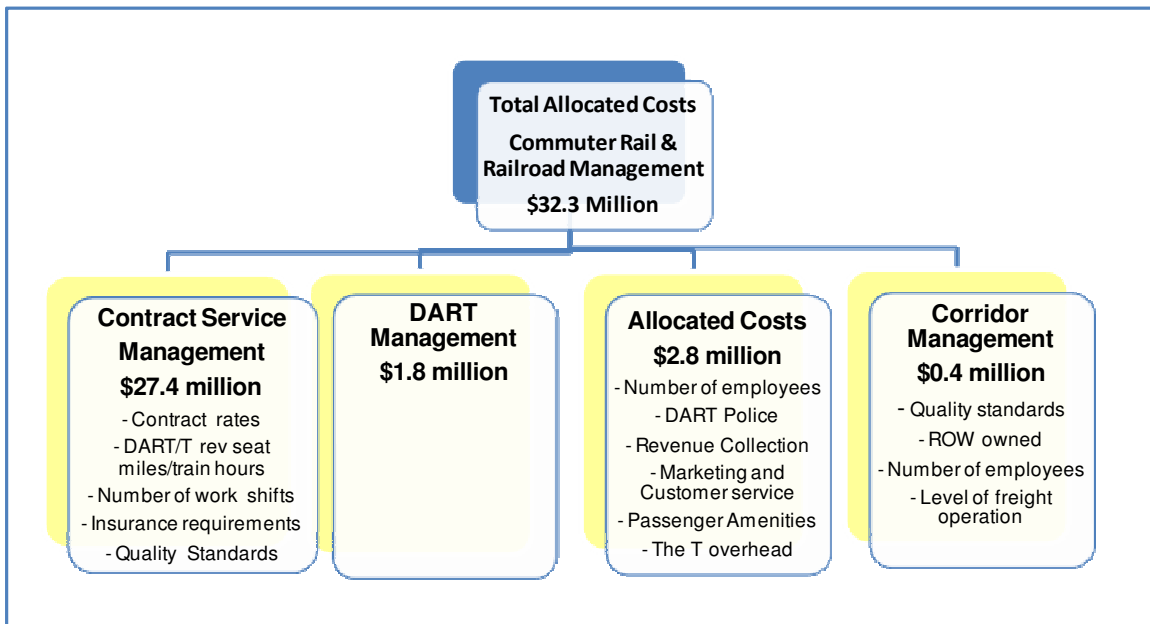 Total Allocated Costs
Commuter Rail &
Railroad Management
$32.3 Million
Contract Service
Management
$27.4 million
- Contract rates
- DART/T rev seat
miles/train hours
- Number of work shifts
- Insurance requirements
- Quality Standards
DART
Management
$1.8 million
Allocated Costs
$2.8 million
- Number of employees
- DART Police
- Revenue Collection
- Marketing and
Customer service
- Passenger Amenities
- The T overhead
Corridor
Management
$0.4 million
- Quality standards
- ROW owned
- Number of employees
- Level of freight
operation